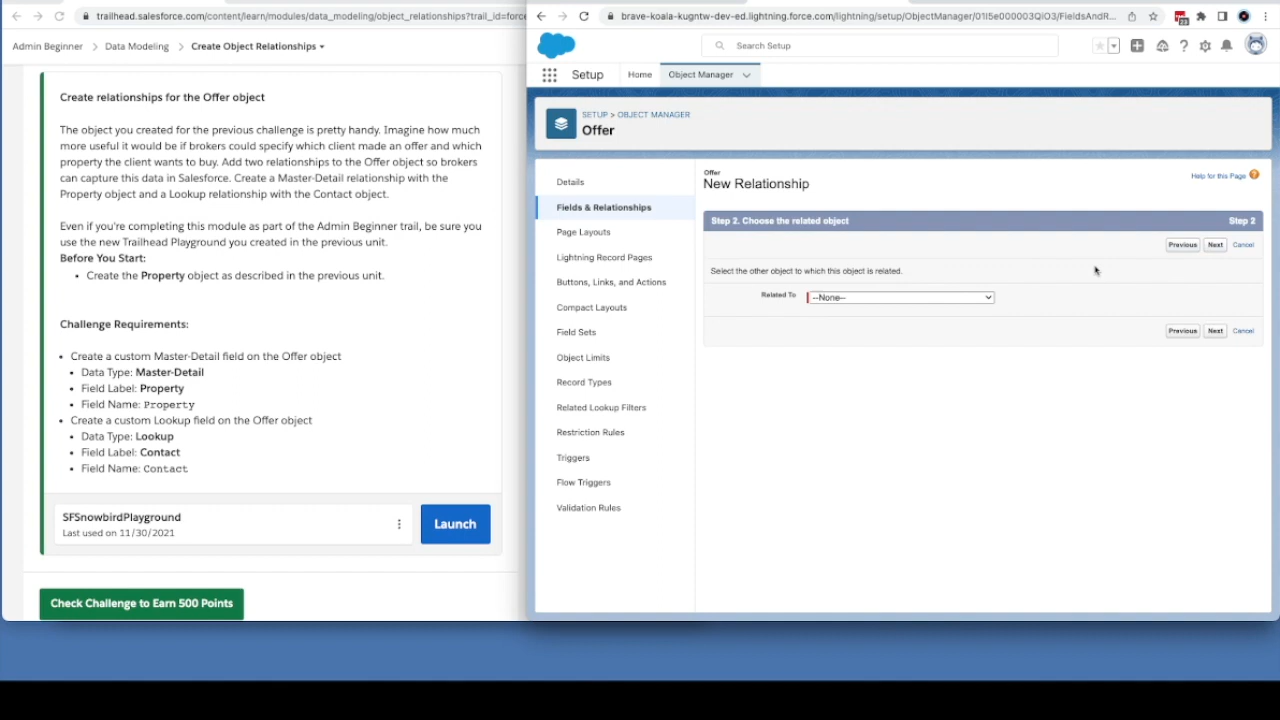 trailhead.salesforce.com/content/learn/modules/data_modeling/object_relationships?trail_id=force
Admin Beginner > Data Modeling > Create Object Relationships
Create relationships for the Offer object
The object you created for the previous challenge is pretty handy. Imagine how much
more useful it would be if brokers could specify which client made an offer and which
property the client wants to buy. Add two relationships to the Offer object so brokers
can capture this data in Salesforce. Create a Master-Detail relationship with the
Property object and a Lookup relationship with the Contact object.
Even if you're completing this module as part of the Admin Beginner trail, be sure you
use the new Trailhead Playground you created in the previous unit.
Before You Start:
• Create the Property object as described in the previous unit.
Challenge Requirements:
• Create a custom Master-Detail field on the Offer object
• Data Type: Master-Detail
• Field Label: Property
• Field Name: Property
• Create a custom Lookup field on the Offer object
• Data Type: Lookup
• Field Label: Contact
• Field Name: Contact
SFSnowbirdPlayground
Last used on 11/30/2021
Launch
Check Challenge to Earn 500 Points
brave-koala-kugntw-dev-ed.lightning.force.com/lightning/setup/ObjectManager/01I5e000003QiO3/FieldsAndR...
Search Setup
Setup
Home
Object Manager
SETUP > OBJECT MANAGER
Offer
Details
Fields & Relationships
Page Layouts
Lightning Record Pages
Buttons, Links, and Actions
Compact Layouts
Field Sets
Object Limits
Record Types
Related Lookup Filters
Restriction Rules
Triggers
Flow Triggers
Validation Rules
Offer
New Relationship
Help for this Page
Step 2. Choose the related object
Step 2
Previous
Next
Cancel
Select the other object to which this object is related.
Related To
--None--
Previous
Next
Cancel